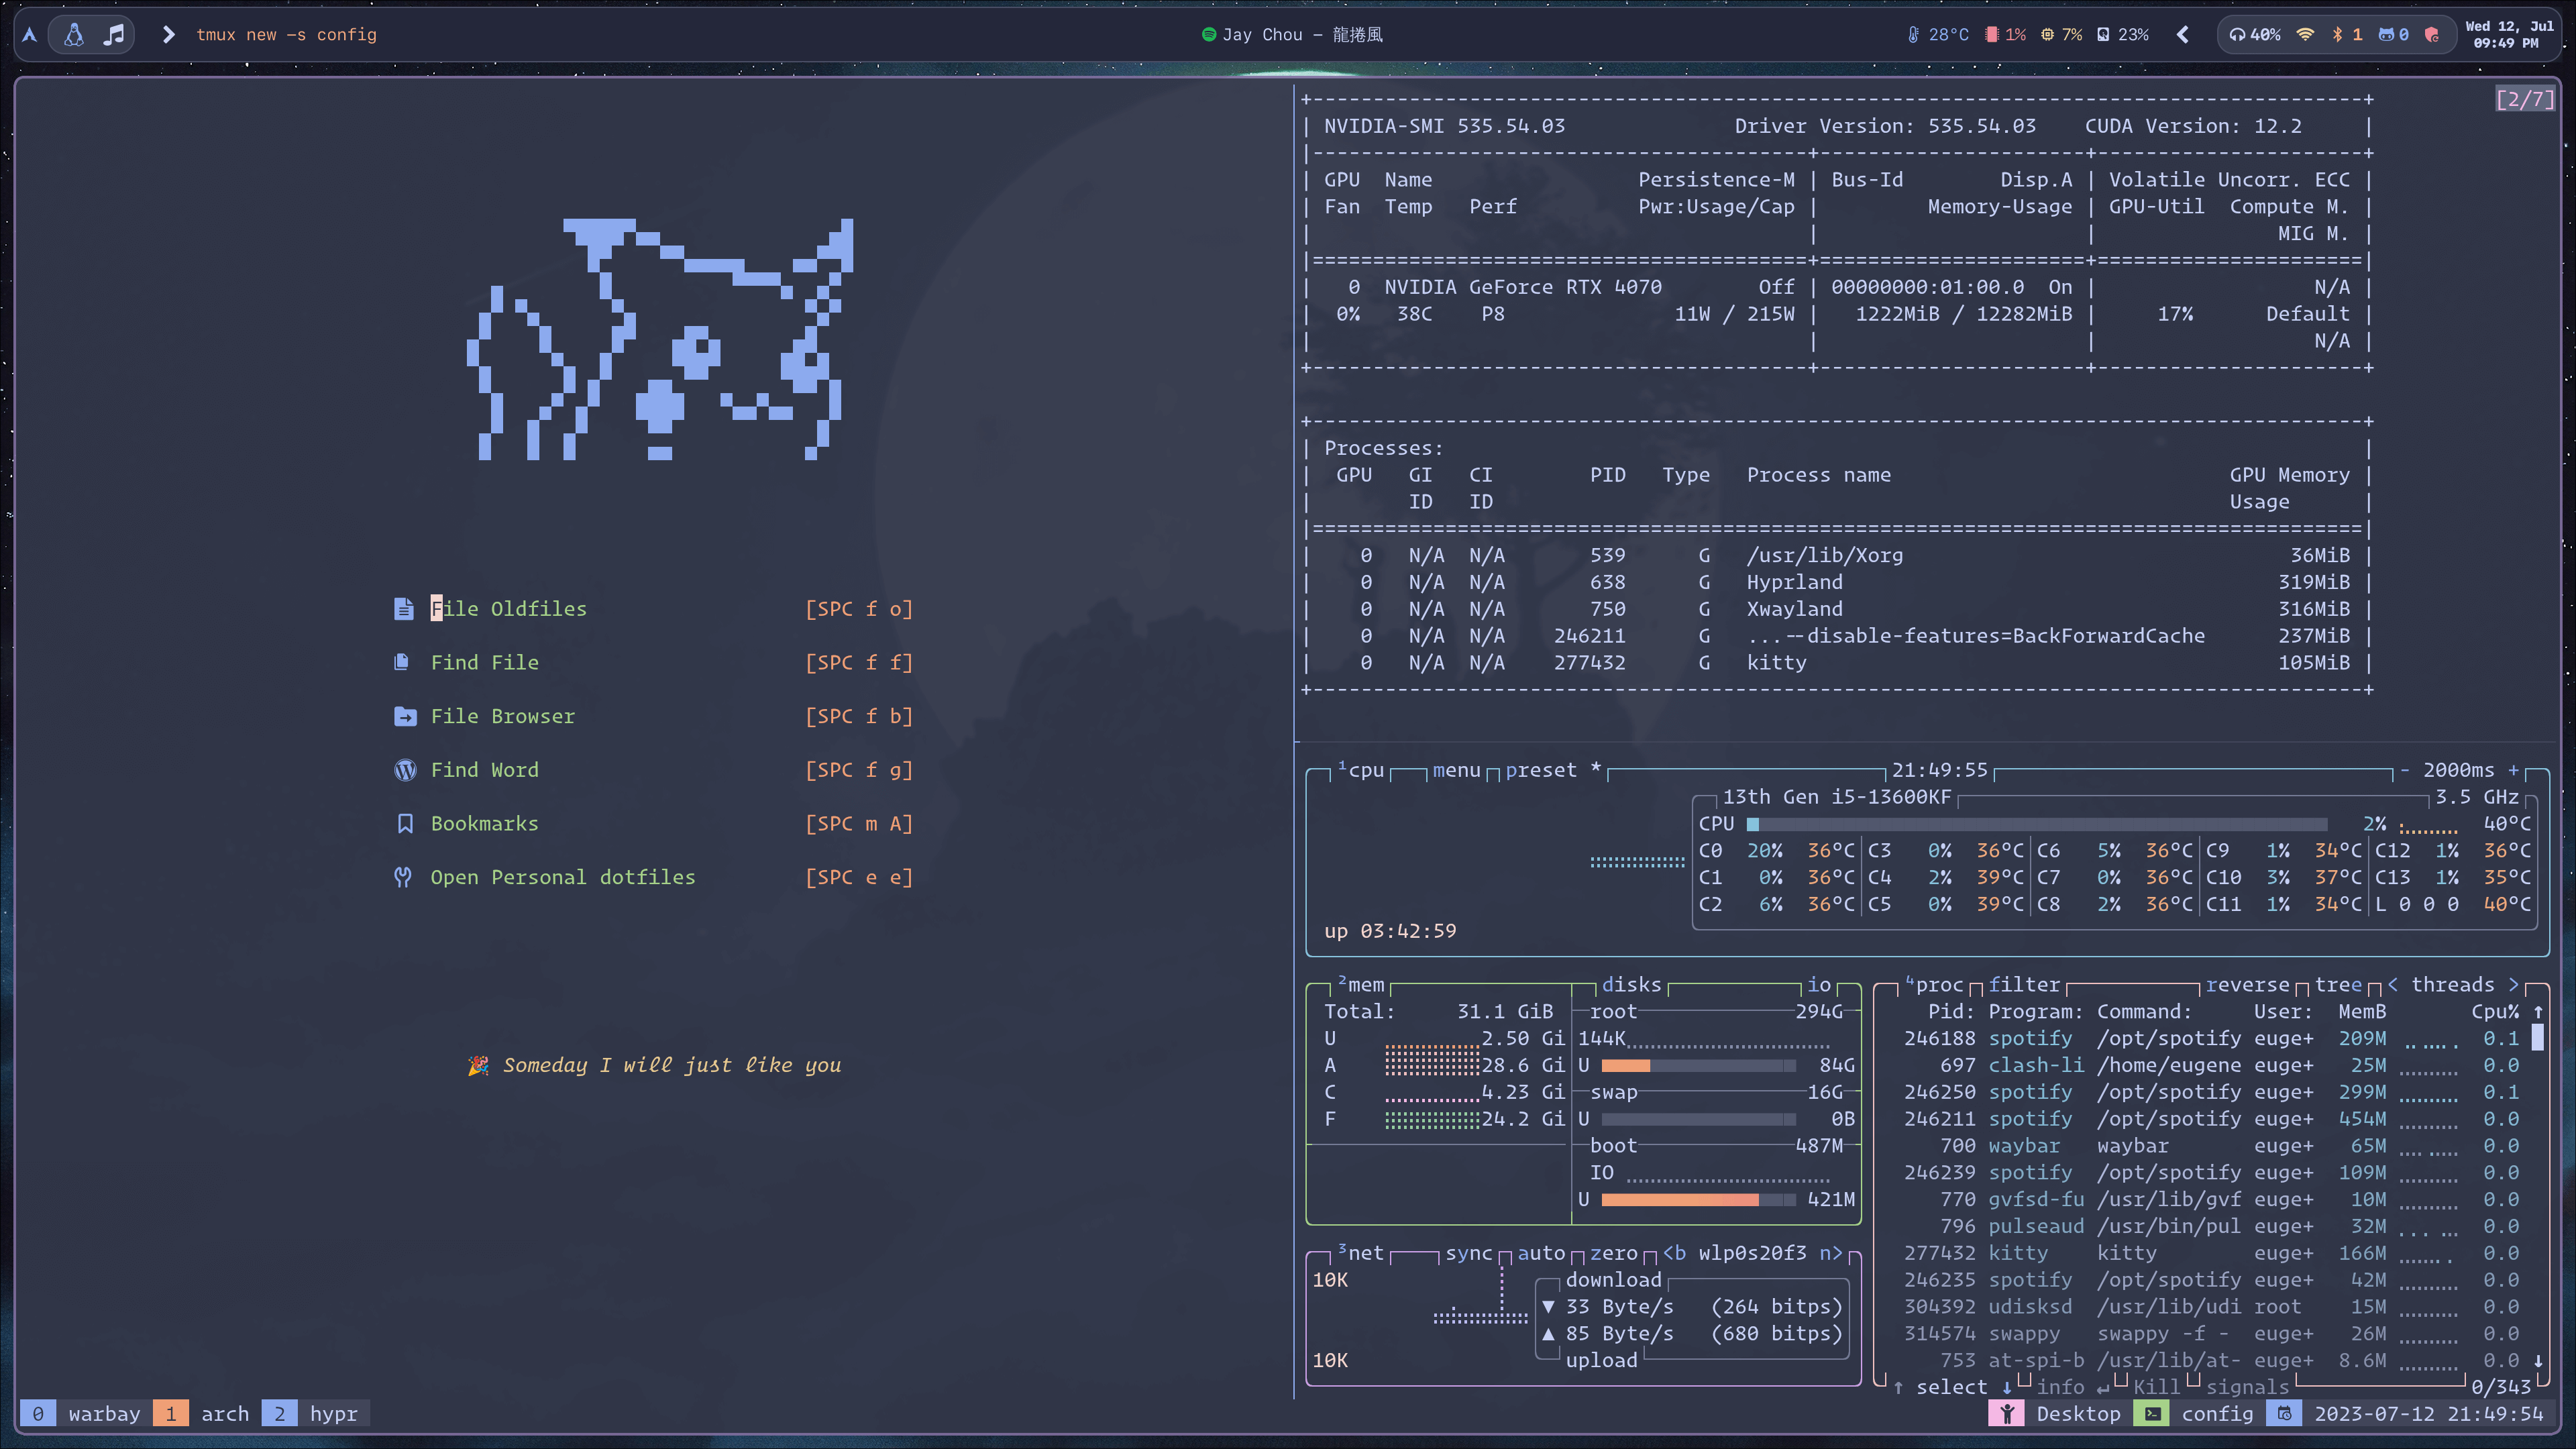 tmux new -s config
Jay Chou - 龍捲風
28°C 1% 7% 23%
40% 1 0
Wed 12, Jul
09:49 PM
File Oldfiles [SPC f o]
Find File [SPC f f]
File Browser [SPC f b]
Find Word [SPC f g]
Bookmarks [SPC m A]
Open Personal dotfiles [SPC e e]
🎉 Someday I will just like you
[2/7]
NVIDIA-SMI 535.54.03 Driver Version: 535.54.03 CUDA Version: 12.2
GPU Name Persistence-M | Bus-Id Disp.A | Volatile Uncorr. ECC
Fan Temp Perf Pwr:Usage/Cap | Memory-Usage | GPU-Util Compute M.
MIG M.
0 NVIDIA GeForce RTX 4070 Off | 00000000:01:00.0 On | N/A
0% 38C P8 11W / 215W | 1222MiB / 12282MiB | 17% Default
N/A
Processes:
GPU GI CI PID Type Process name GPU Memory
ID ID Usage
0 N/A N/A 539 G /usr/lib/Xorg 36MiB
0 N/A N/A 638 G Hyprland 319MiB
0 N/A N/A 750 G Xwayland 316MiB
0 N/A N/A 246211 G ...--disable-features=BackForwardCache 237MiB
0 N/A N/A 277432 G kitty 105MiB
¹cpu menu preset * 21:49:55 - 2000ms +
13th Gen i5-13600KF 3.5 GHz
CPU 2% 40°C
C0 20% 36°C C3 0% 36°C C6 5% 36°C C9 1% 34°C C12 1% 36°C
C1 0% 36°C C4 2% 39°C C7 0% 36°C C10 3% 37°C C13 1% 35°C
C2 6% 36°C C5 0% 39°C C8 2% 36°C C11 1% 34°C L 0 0 0 40°C
up 03:42:59
²mem disks io
Total: 31.1 GiB root 294G
U 2.50 Gi 144K
A 28.6 Gi U 84G
C 4.23 Gi swap 16G
F 24.2 Gi U 0B
boot 487M
IO
U 421M
³net sync auto zero <b wlp0s20f3 n>
10K download
▼ 33 Byte/s (264 bitps)
▲ 85 Byte/s (680 bitps)
10K upload
⁴proc filter reverse tree < threads >
Pid: Program: Command: User: MemB Cpu% ↑
246188 spotify /opt/spotify euge+ 209M 0.1
697 clash-li /home/eugene euge+ 25M 0.0
246250 spotify /opt/spotify euge+ 299M 0.1
246211 spotify /opt/spotify euge+ 454M 0.0
700 waybar waybar euge+ 65M 0.0
246239 spotify /opt/spotify euge+ 109M 0.0
770 gvfsd-fu /usr/lib/gvf euge+ 10M 0.0
796 pulseaud /usr/bin/pul euge+ 32M 0.0
277432 kitty kitty euge+ 166M 0.0
246235 spotify /opt/spotify euge+ 42M 0.0
304392 udisksd /usr/lib/udi root 15M 0.0
314574 swappy swappy -f - euge+ 26M 0.0
753 at-spi-b /usr/lib/at- euge+ 8.6M 0.0 ↓
↑ select ↓ info ↵ Kill signals 0/343
0 warbay 1 arch 2 hypr
Desktop config 2023-07-12 21:49:54